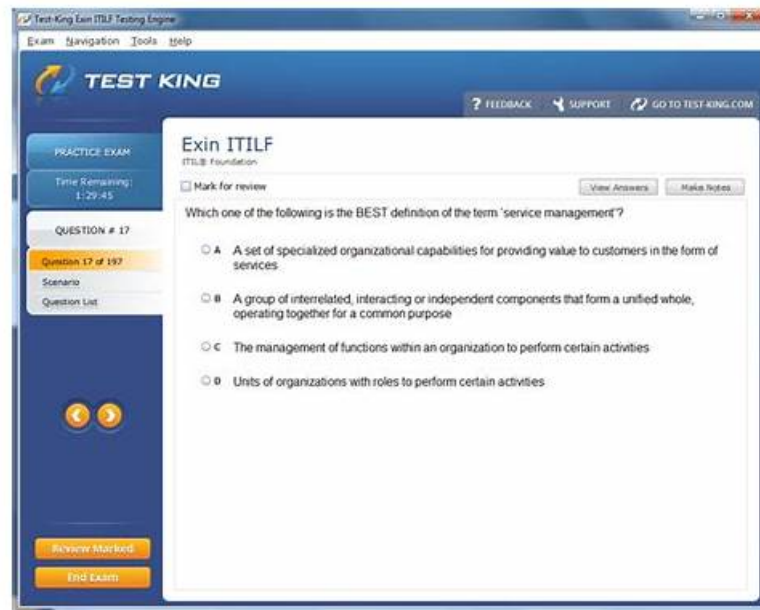 Test-King Exin ITILF Testing Engine
Exam Navigation Tools Help
TEST KING
? FEEDBACK SUPPORT GO TO TEST-KING.COM
PRACTICE EXAM
Time Remaining:
1:29:45
QUESTION # 17
Question 17 of 197
Scenario
Question List
Review Marked
End Exam
Exin ITILF
ITIL® Foundation
Mark for review
View Answers
Make Notes
Which one of the following is the BEST definition of the term 'service management'?
A A set of specialized organizational capabilities for providing value to customers in the form of
services
B A group of interrelated, interacting or independent components that form a unified whole,
operating together for a common purpose
C The management of functions within an organization to perform certain activities
D Units of organizations with roles to perform certain activities